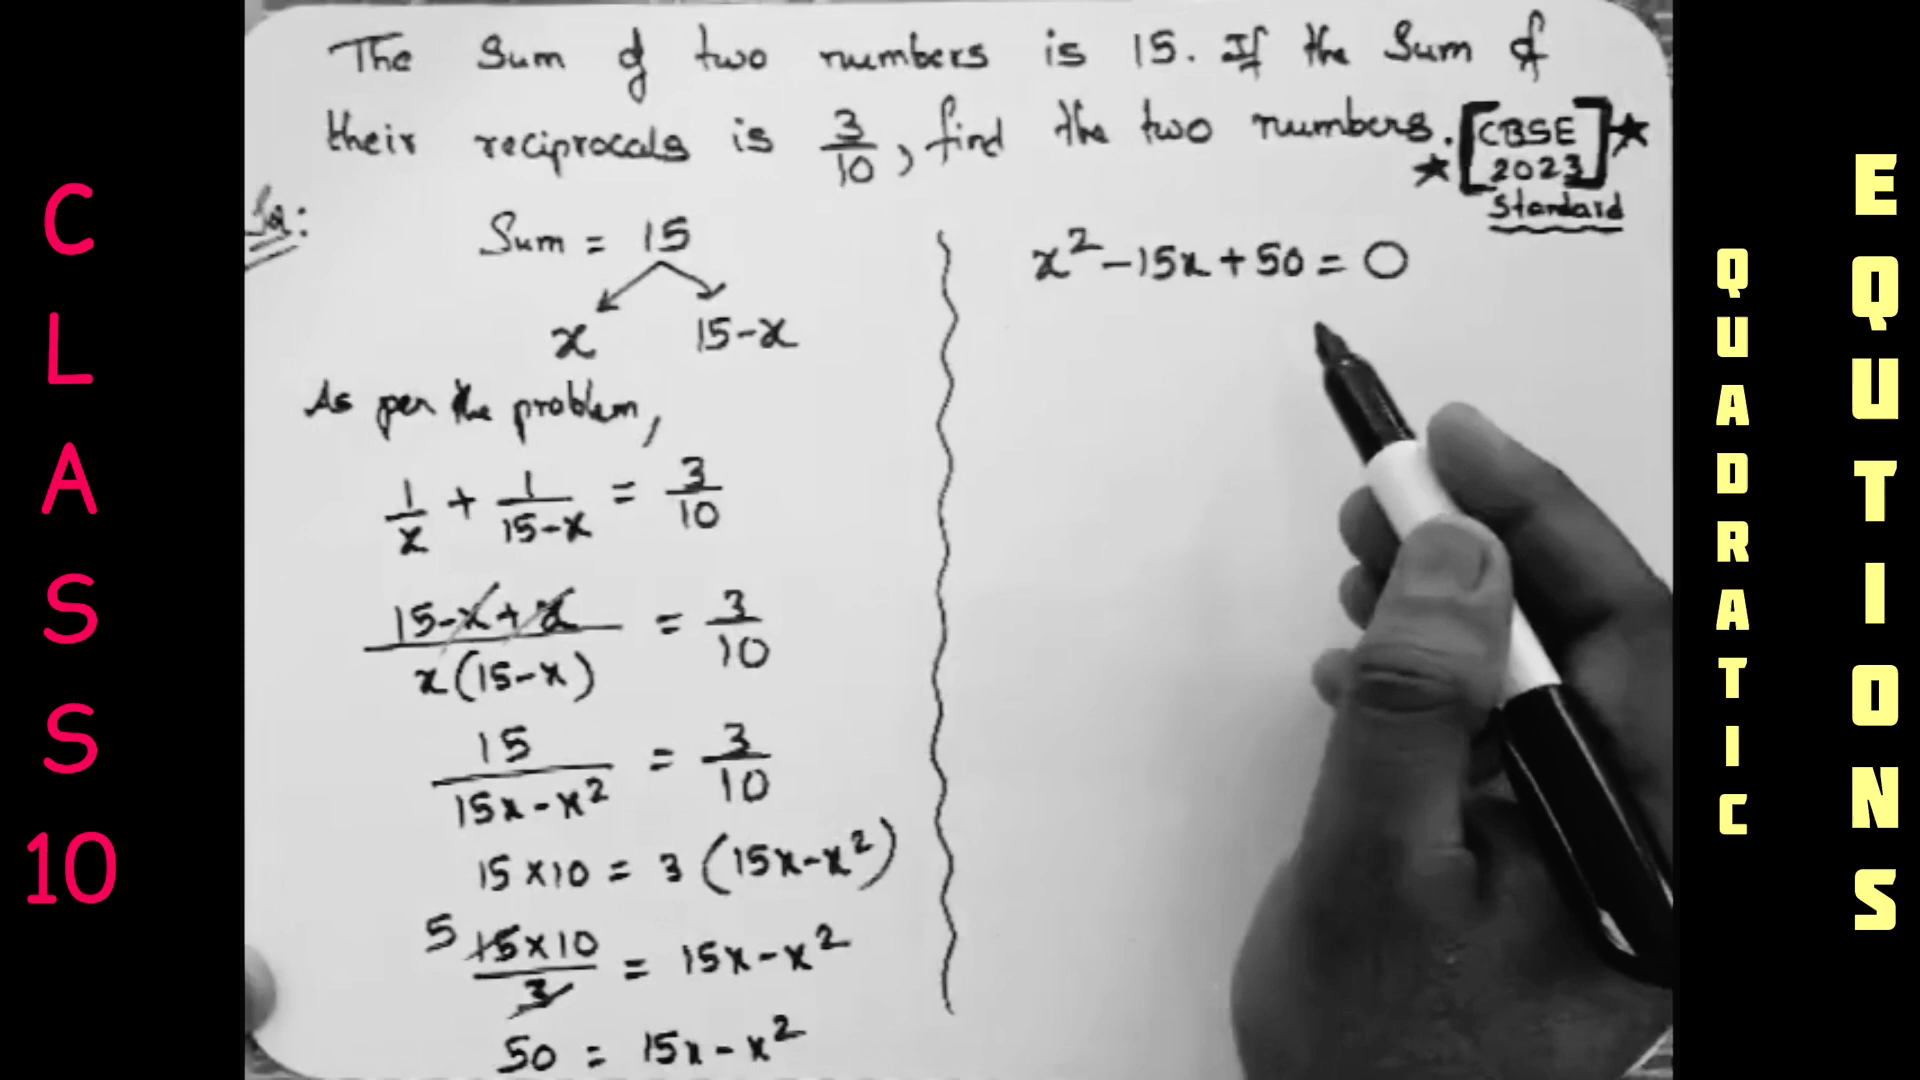 CLASS 10
The Sum of two numbers is 15. If the Sum of
their reciprocals is 3/10, find the two numbers. [CBSE 2023] Standard
Sol:
Sum = 15
x 15-x
As per the problem,
1/x + 1/(15-x) = 3/10
(15-x+x)/(x(15-x)) = 3/10
15/(15x-x²) = 3/10
15×10 = 3(15x-x²)
5 (15×10)/3 = 15x-x²
50 = 15x-x²
x²-15x+50=0
QUADRATIC
EQUTIONS